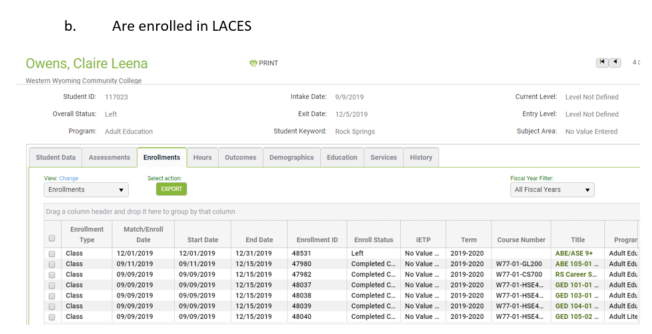 b. Are enrolled in LACES
Owens, Claire Leena PRINT 4
Western Wyoming Community College
Student ID: 117023 Intake Date: 9/9/2019 Current Level: Level Not Defined
Overall Status: Left Exit Date: 12/5/2019 Entry Level: Level Not Defined
Program: Adult Education Student Keyword: Rock Springs Subject Area: No Value Entered
Student Data Assessments Enrollments Hours Outcomes Demographics Education Services History
View: Change Select action: Fiscal Year Filter:
Enrollments EXPORT All Fiscal Years
Drag a column header and drop it here to group by that column
Enrollment Match/Enroll
Type Date Start Date End Date Enrollment ID Enroll Status IETP Term Course Number Title Program
Class 12/01/2019 12/01/2019 12/31/2019 48531 Left No Value ... 2019-2020 ABE/ASE 9+ Adult Edu
Class 09/11/2019 09/11/2019 12/15/2019 47980 Completed C... No Value ... 2019-2020 W77-01-GL200 ABE 105-01 ... Adult Edu
Class 09/09/2019 09/09/2019 12/15/2019 47982 Completed C... No Value ... 2019-2020 W77-01-CS700 RS Career S... Adult Edu
Class 09/09/2019 09/09/2019 12/15/2019 48037 Completed C... No Value ... 2019-2020 W77-01-HSE4... GED 101-01 ... Adult Edu
Class 09/09/2019 09/09/2019 12/15/2019 48038 Completed C... No Value ... 2019-2020 W77-01-HSE4... GED 103-01 ... Adult Edu
Class 09/09/2019 09/09/2019 12/15/2019 48039 Completed C... No Value ... 2019-2020 W77-01-HSE4... GED 104-01 ... Adult Edu
Class 09/09/2019 09/09/2019 12/15/2019 48040 Completed C... No Value ... 2019-2020 W77-01-HSE4... GED 105-02 ... Adult Lite